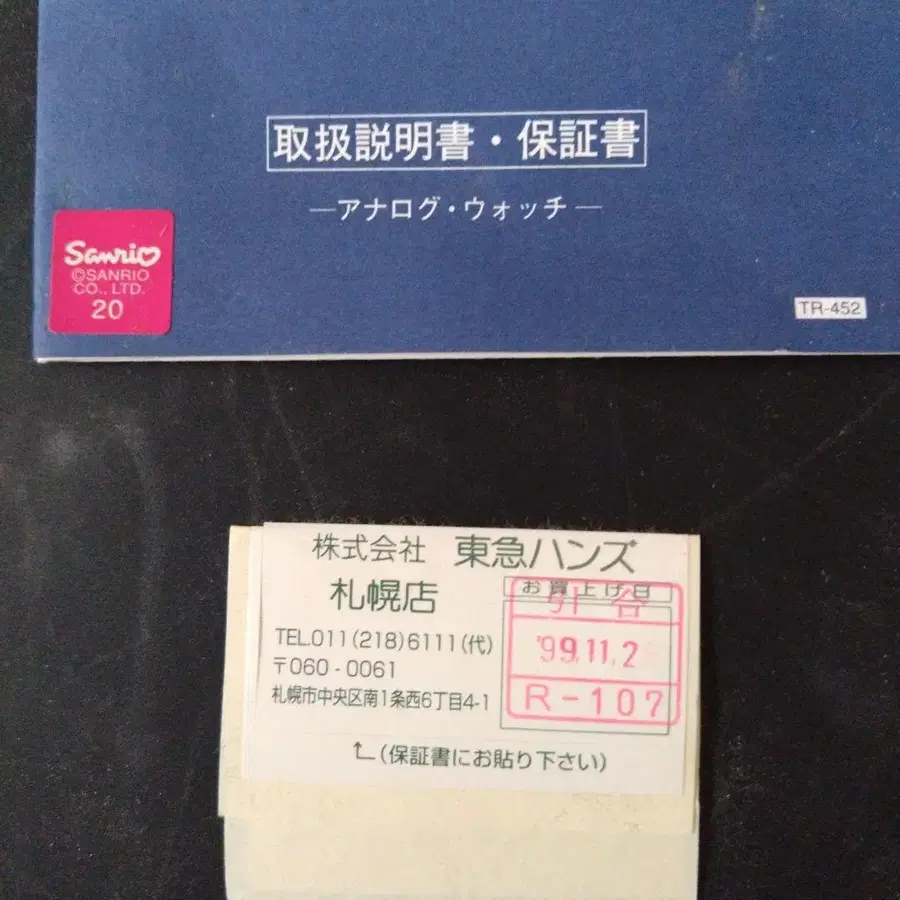 取扱説明書・保証書
―アナログ・ウォッチ―
Sanrio
©SANRIO
CO., LTD.
20
TR-452
株式会社 東急ハンズ
札幌店
お買上げ日
TEL.011(218)6111(代)
'99.11.2
〒060-0061
R-107
札幌市中央区南1条西6丁目4-1
(保証書にお貼り下さい)